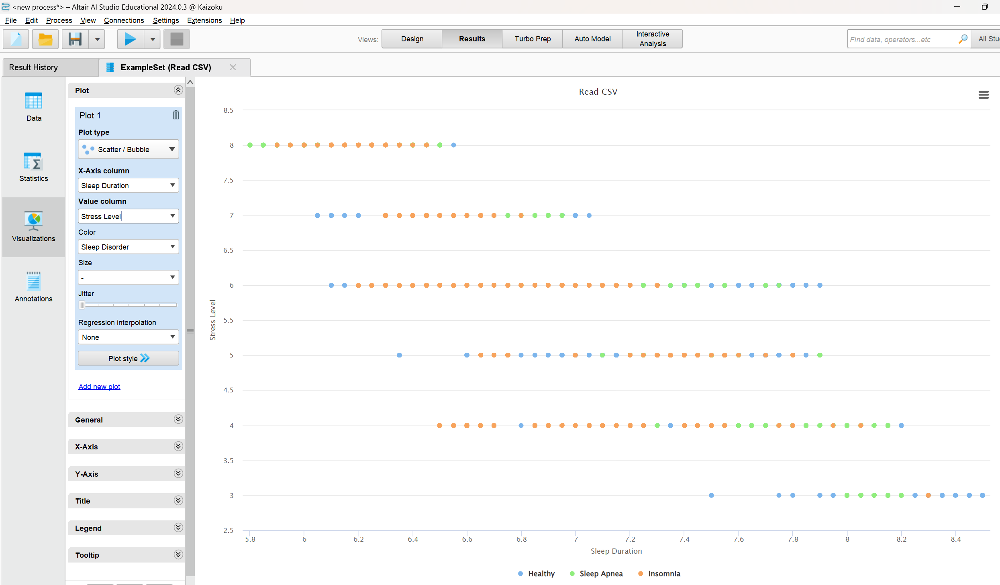 <new process*> – Altair AI Studio Educational 2024.0.3 @ Kaizoku
File Edit Process View Connections Settings Extensions Help
Views: Design Results Turbo Prep Auto Model Interactive Analysis
Find data, operators...etc
All Stu
Result History
ExampleSet (Read CSV)
Data
Statistics
Visualizations
Annotations
Plot
Plot 1
Plot type
Scatter / Bubble
X-Axis column
Sleep Duration
Value column
Stress Level
Color
Sleep Disorder
Size
-
Jitter
Regression interpolation
None
Plot style
Add new plot
General
X-Axis
Y-Axis
Title
Legend
Tooltip
Read CSV
Stress Level
8.5
8
7.5
7
6.5
6
5.5
5
4.5
4
3.5
3
2.5
5.8 6 6.2 6.4 6.6 6.8 7 7.2 7.4 7.6 7.8 8 8.2 8.4
Sleep Duration
Healthy Sleep Apnea Insomnia